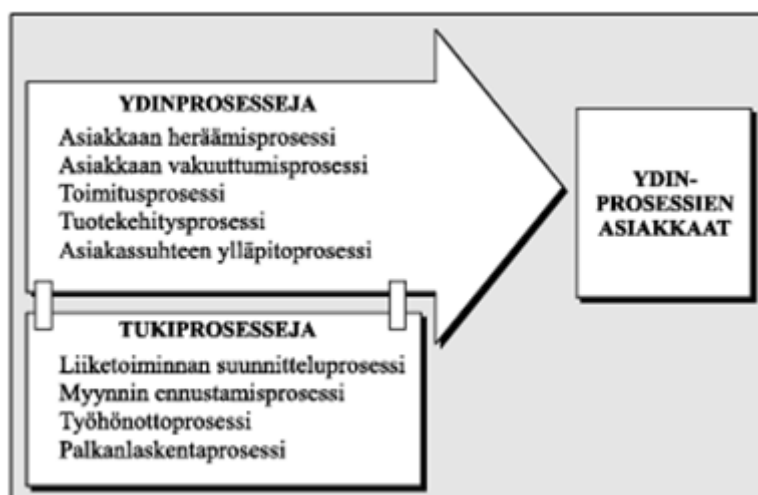 YDINPROSESSEJA
Asiakkaan heräämisprosessi
Asiakkaan vakuuttumisprosessi
Toimitusprosessi
Tuotekehitysprosessi
Asiakassuhteen ylläpitoprosessi
YDIN-
PROSESSIEN
ASIAKKAAT
TUKIPROSESSEJA
Liiketoiminnan suunnitteluprosessi
Myynnin ennustamisprosessi
Työhönottoprosessi
Palkanlaskentaprosessi